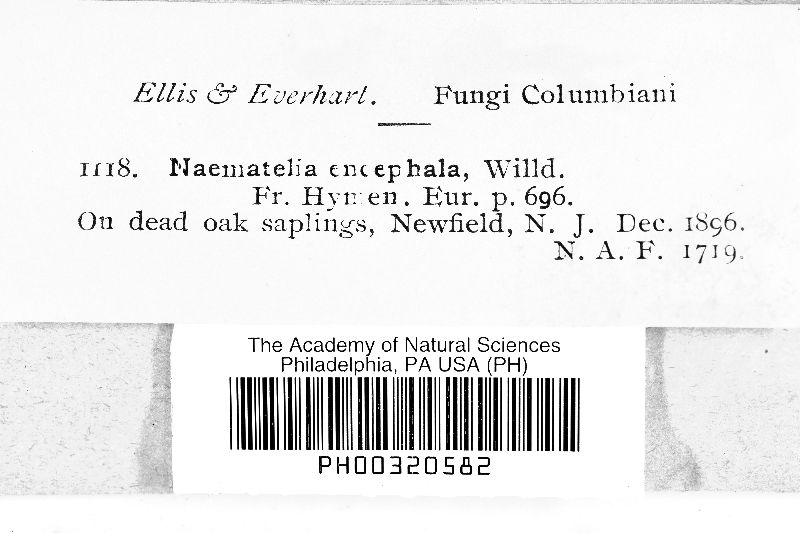 Ellis & Everhart. Fungi Columbiani
1118. Naematelia encephala, Willd.
Fr. Hymen. Eur. p. 696.
On dead oak saplings, Newfield, N. J. Dec. 1896.
N. A. F. 1719.
The Academy of Natural Sciences
Philadelphia, PA USA (PH)
PH00320582